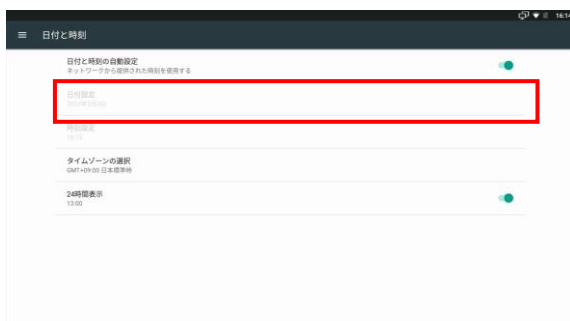 16:14
日付と時刻
日付と時刻の自動設定
ネットワークから提供された時刻を使用する
日付設定
時刻設定
タイムゾーンの選択
GMT+09:00 日本標準時
24時間表示
13:00